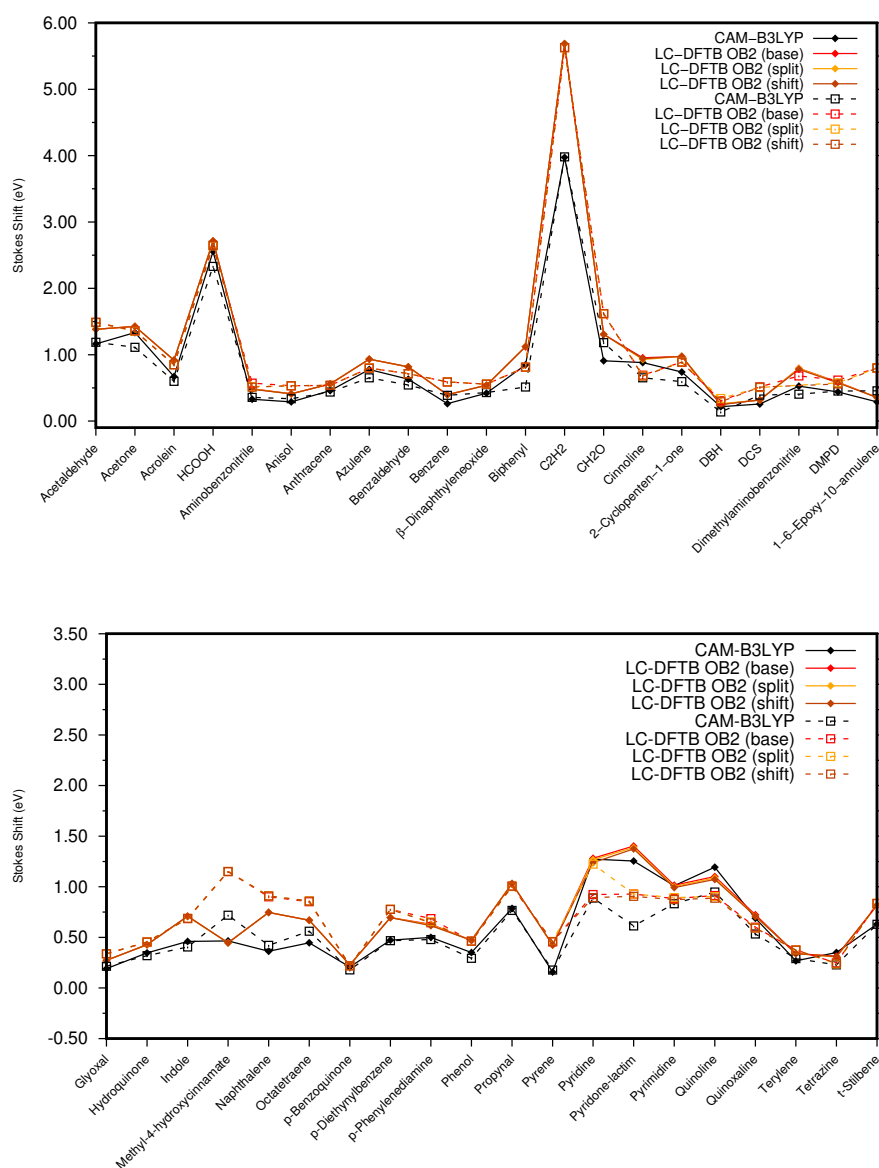 6.00
5.00
4.00
3.00
2.00
1.00
0.00
Stokes Shift (eV)
CAM−B3LYP
LC−DFTB OB2 (base)
LC−DFTB OB2 (split)
LC−DFTB OB2 (shift)
CAM−B3LYP
LC−DFTB OB2 (base)
LC−DFTB OB2 (split)
LC−DFTB OB2 (shift)
Acetaldehyde
Acetone
Acrolein
HCOOH
Aminobenzonitrile
Anisol
Anthracene
Azulene
Benzaldehyde
Benzene
β−Dinaphthyleneoxide
Biphenyl
C2H2
CH2O
Cinnoline
2−Cyclopenten−1−one
DBH
DCS
Dimethylaminobenzonitrile
DMPD
1−6−Epoxy−10−annulene
3.50
3.00
2.50
2.00
1.50
1.00
0.50
0.00
-0.50
Stokes Shift (eV)
CAM-B3LYP
LC-DFTB OB2 (base)
LC-DFTB OB2 (split)
LC-DFTB OB2 (shift)
CAM-B3LYP
LC-DFTB OB2 (base)
LC-DFTB OB2 (split)
LC-DFTB OB2 (shift)
Glyoxal
Hydroquinone
Indole
Methyl-4-hydroxycinnamate
Naphthalene
Octatetraene
p-Benzoquinone
p-Diethynylbenzene
p-Phenylenediamine
Phenol
Propynal
Pyrene
Pyridine
Pyridone-lactim
Pyrimidine
Quinoline
Quinoxaline
Terylene
Tetrazine
t-Stilbene